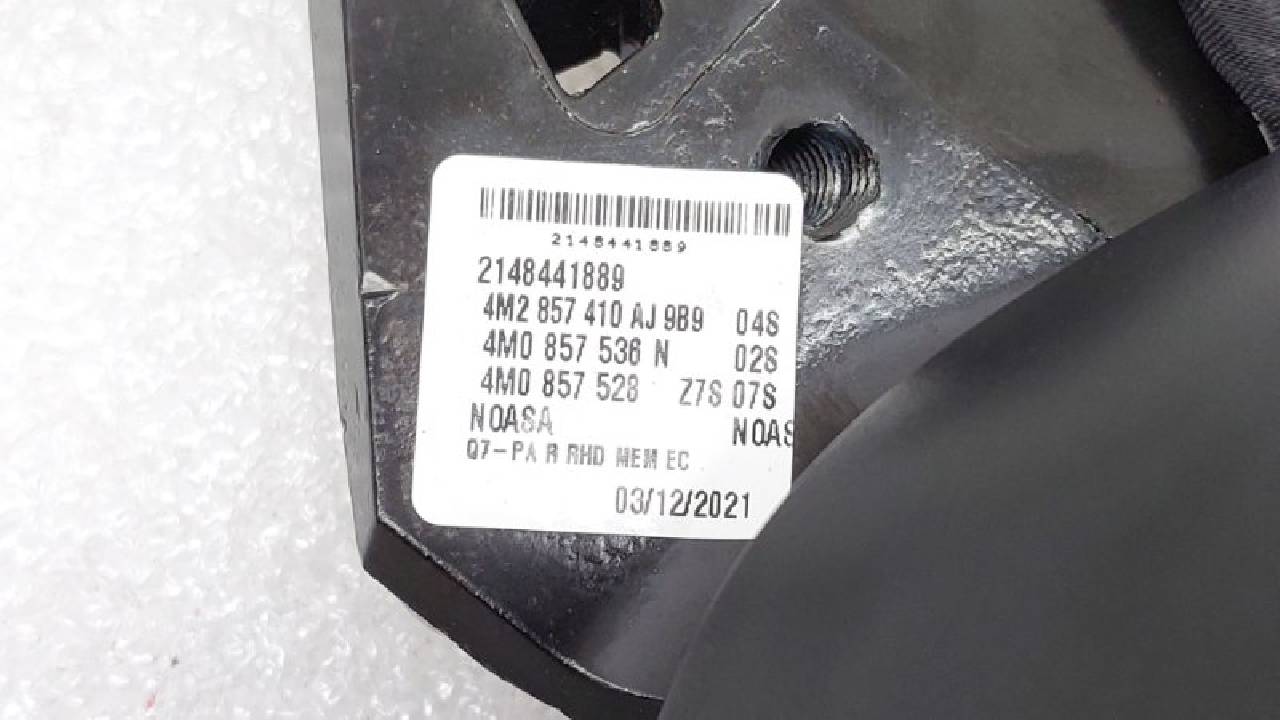 2148441889
2148441889
4M2 857 410 AJ 9B9 04S
4M0 857 536 N 02S
4M0 857 528 Z7S 07S
NOASA NOAS
Q7-PA R RHD MEM EC
03/12/2021